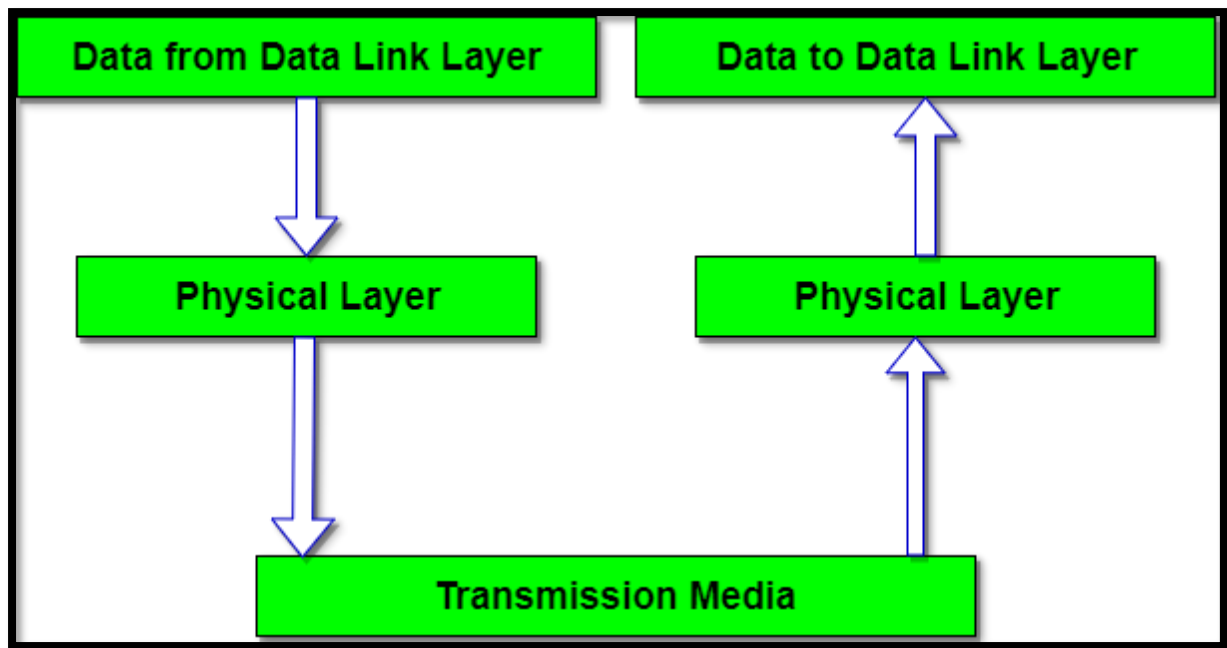 Data from Data Link Layer
Data to Data Link Layer
Physical Layer
Physical Layer
Transmission Media